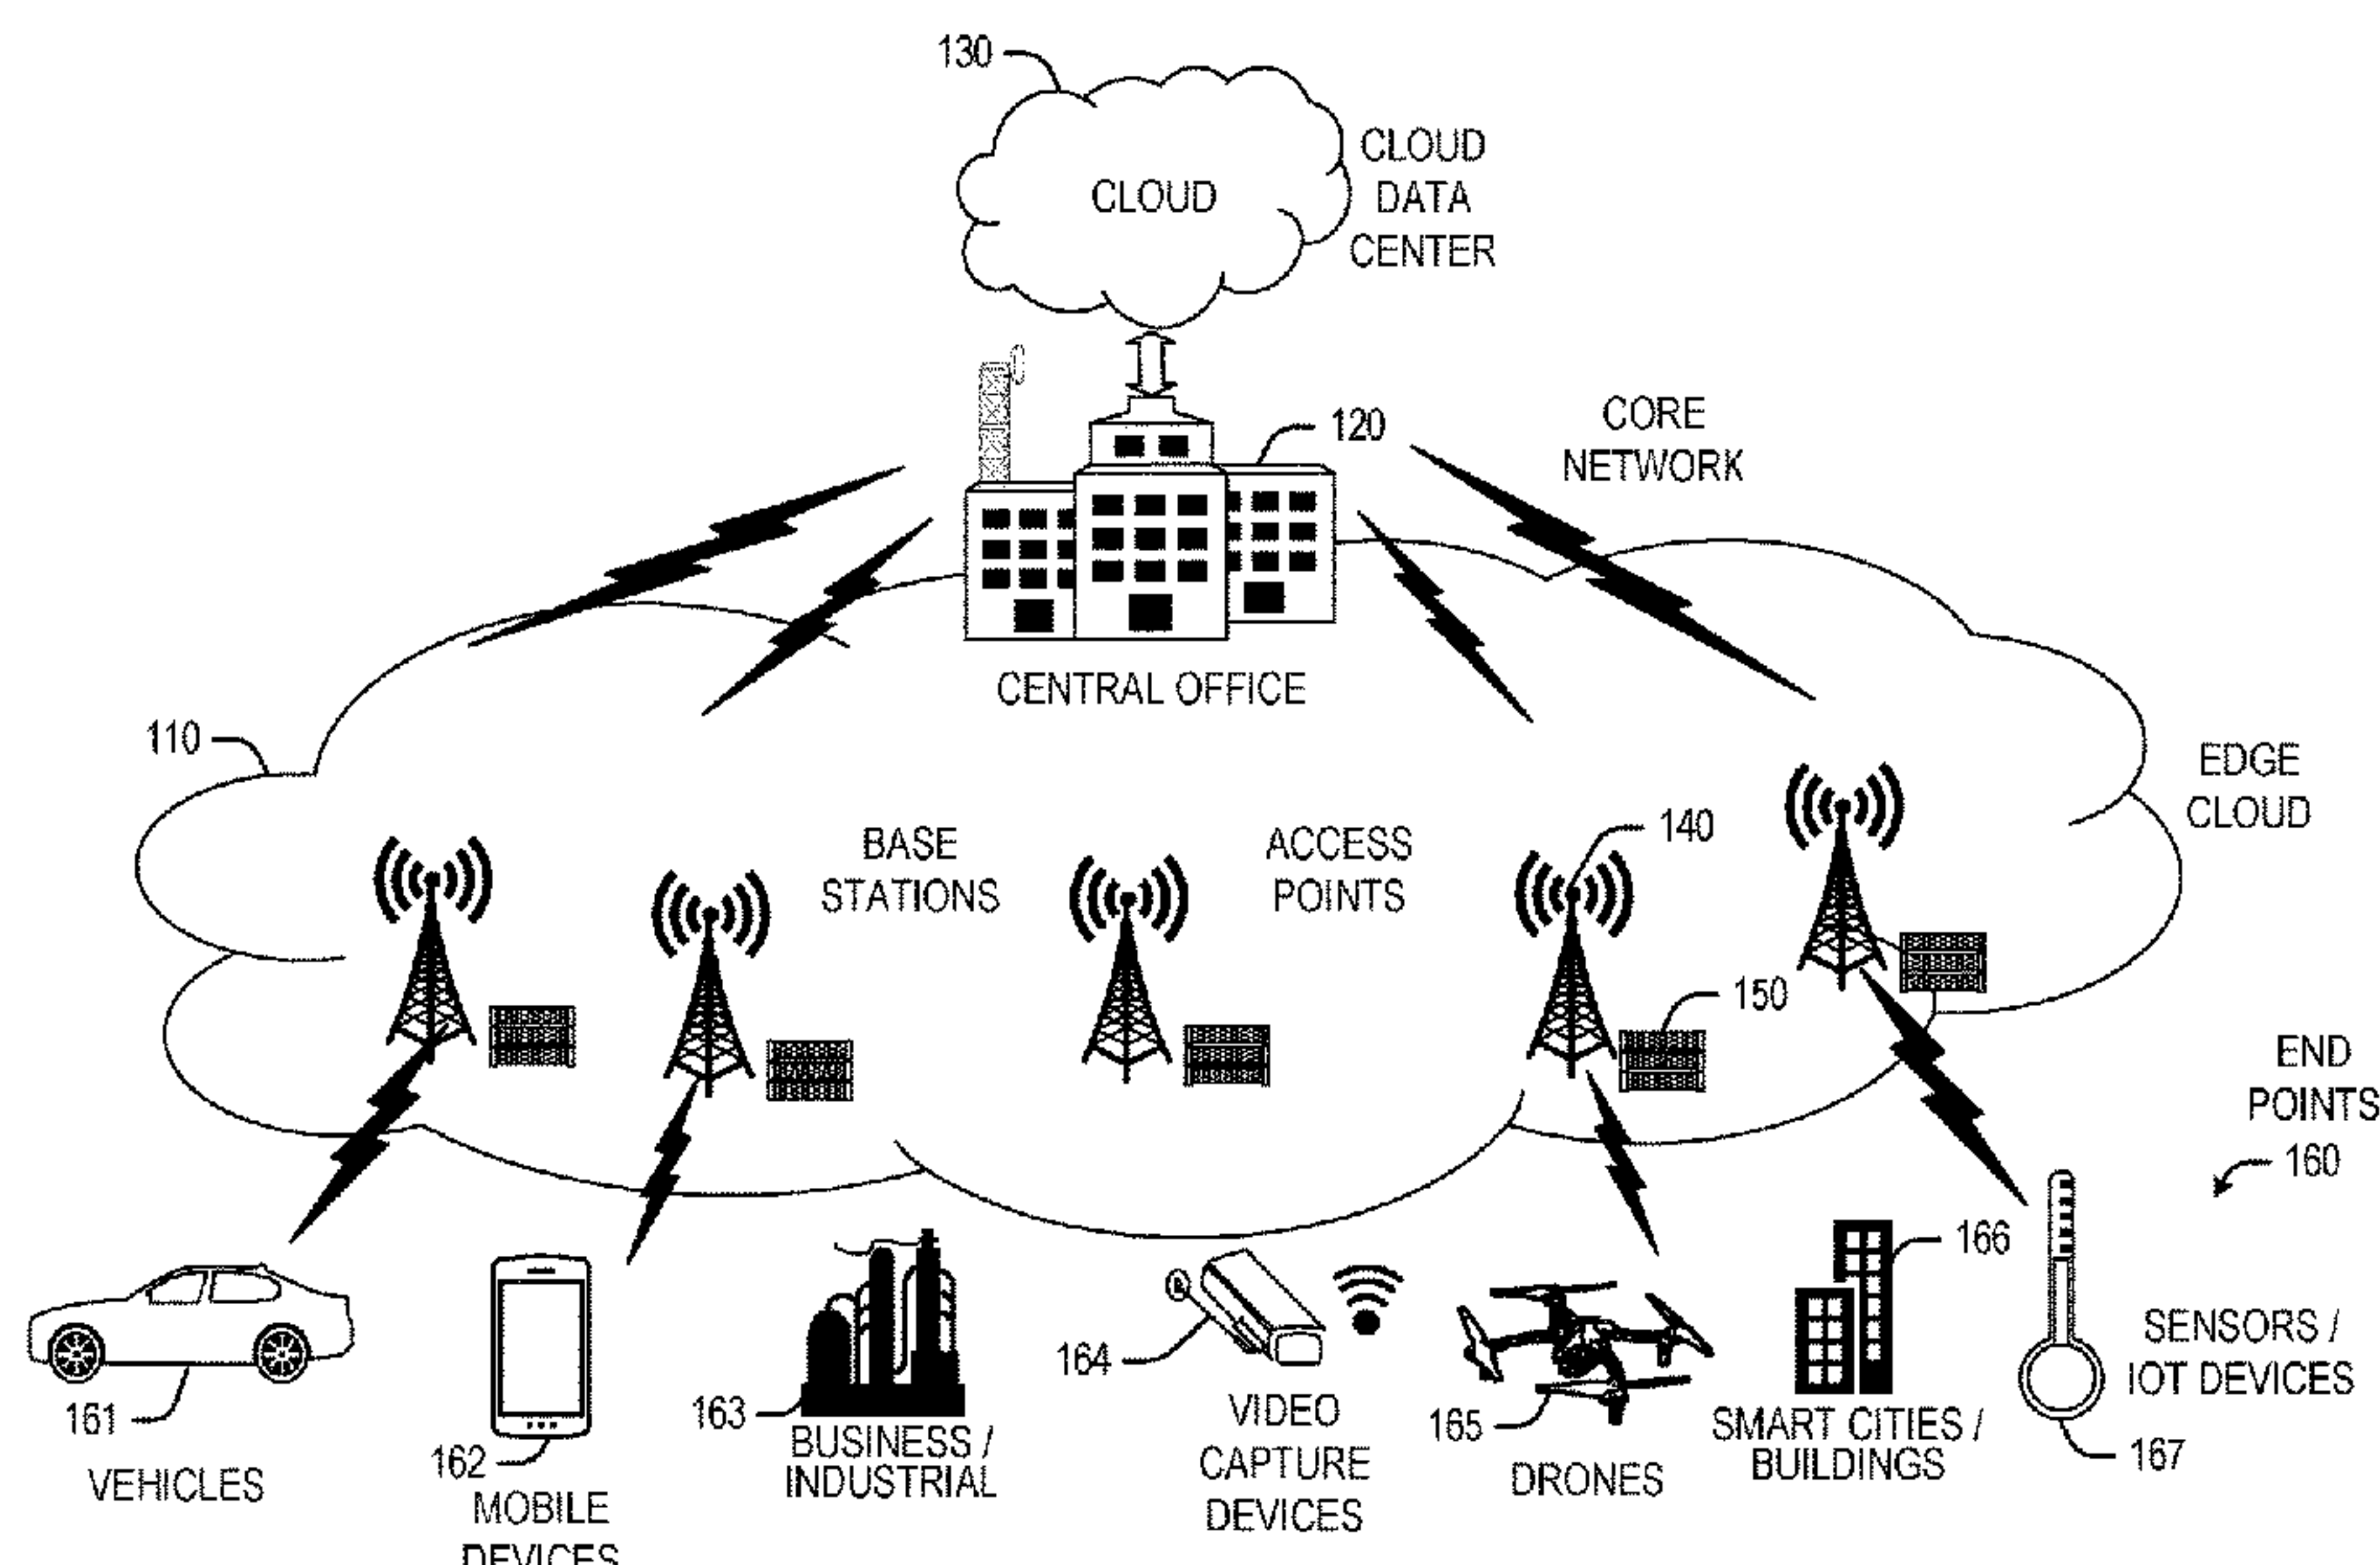 130
CLOUD
CLOUD
DATA
CENTER
120
CORE
NETWORK
CENTRAL OFFICE
110
EDGE
CLOUD
BASE
STATIONS
ACCESS
POINTS
140
150
END
POINTS
160
161
VEHICLES
162
MOBILE
DEVICES
163
BUSINESS /
INDUSTRIAL
164
VIDEO
CAPTURE
DEVICES
165
DRONES
166
SMART CITIES /
BUILDINGS
SENSORS /
IOT DEVICES
167